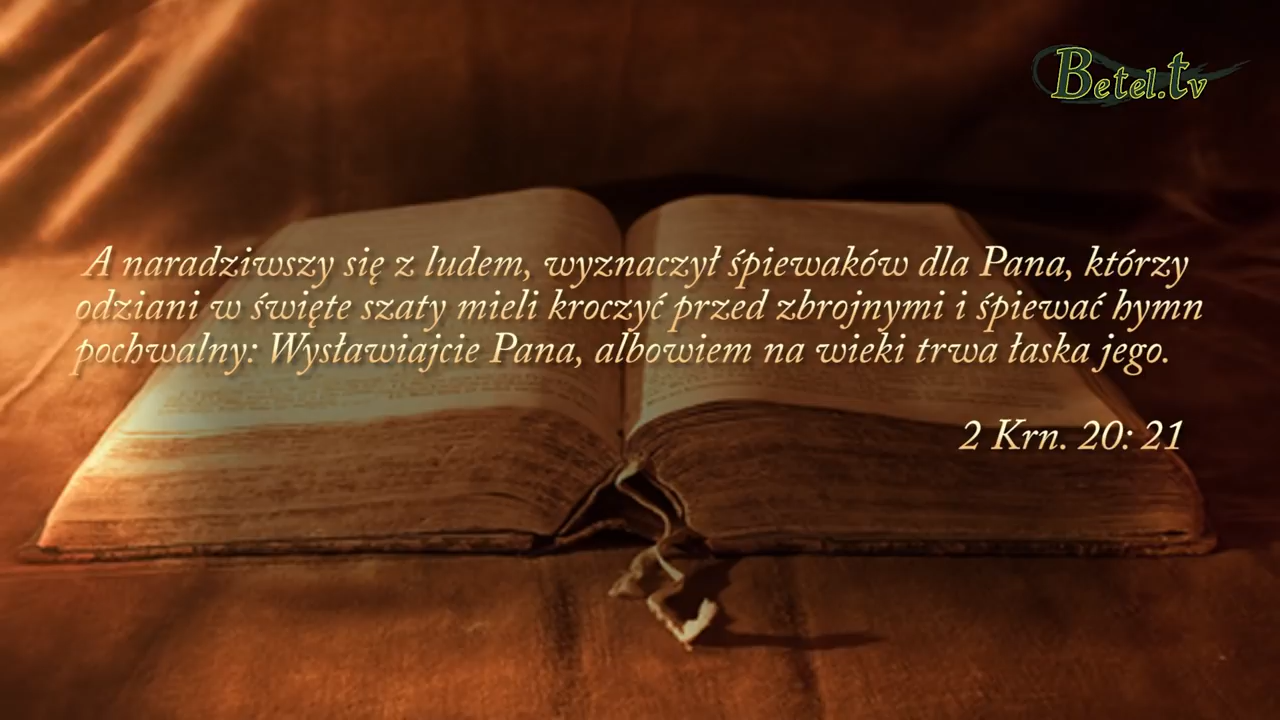 Betel.tv
A naradziwszy się z ludem, wyznaczył śpiewaków dla Pana, którzy
odziani w święte szaty mieli kroczyć przed zbrojnymi i śpiewać hymn
pochwalny: Wysławiajcie Pana, albowiem na wieki trwa łaska jego.
2 Krn. 20: 21